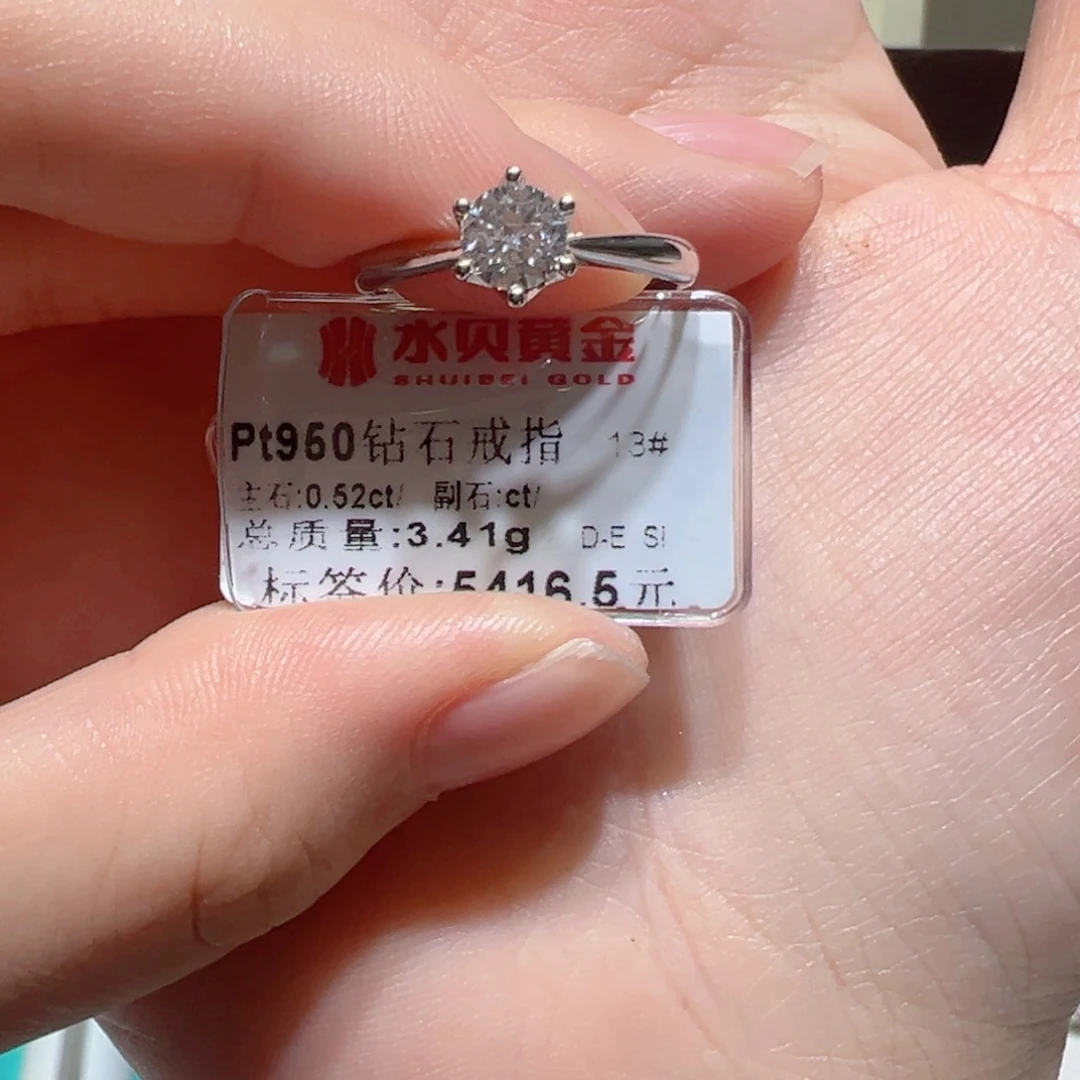 水贝黄金
SHUIBEI GOLD
Pt950钻石戒指 13#
主石:0.52ct/ 副石:ct/
总质量:3.41g D-E SI
标签价:5416.5元